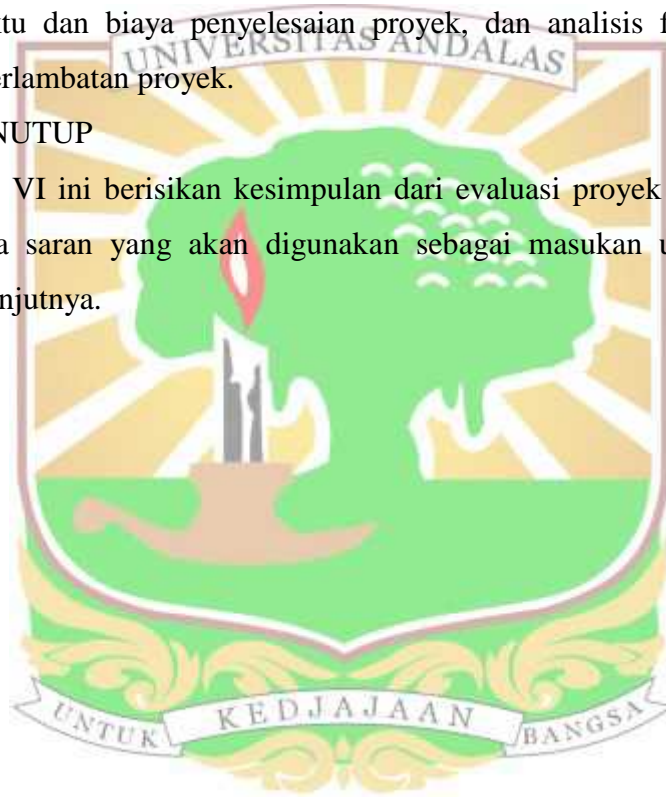 ktu dan biaya penyelesaian proyek, dan analisis f
UNIVERSITAS ANDALAS
erlambatan proyek.
NUTUP
VI ini berisikan kesimpulan dari evaluasi proyek
a saran yang akan digunakan sebagai masukan u
njutnya.
UNTUK KEDJAJAAN BANGSA